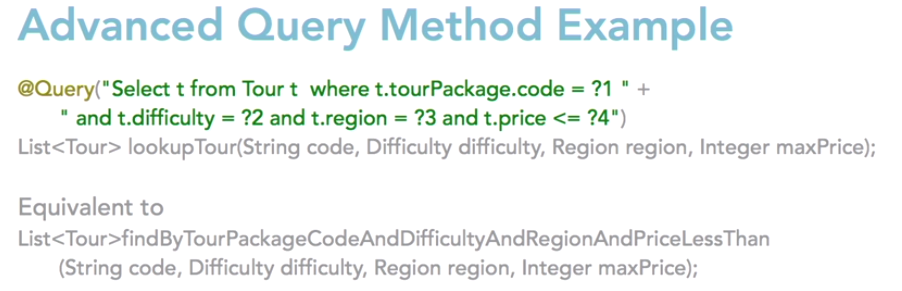 Advanced Query Method Example
@Query("Select t from Tour t  where t.tourPackage.code = ?1 " +
" and t.difficulty = ?2 and t.region = ?3 and t.price <= ?4")
List<Tour> lookupTour(String code, Difficulty difficulty, Region region, Integer maxPrice);
Equivalent to
List<Tour>findByTourPackageCodeAndDifficultyAndRegionAndPriceLessThan
(String code, Difficulty difficulty, Region region, Integer maxPrice);